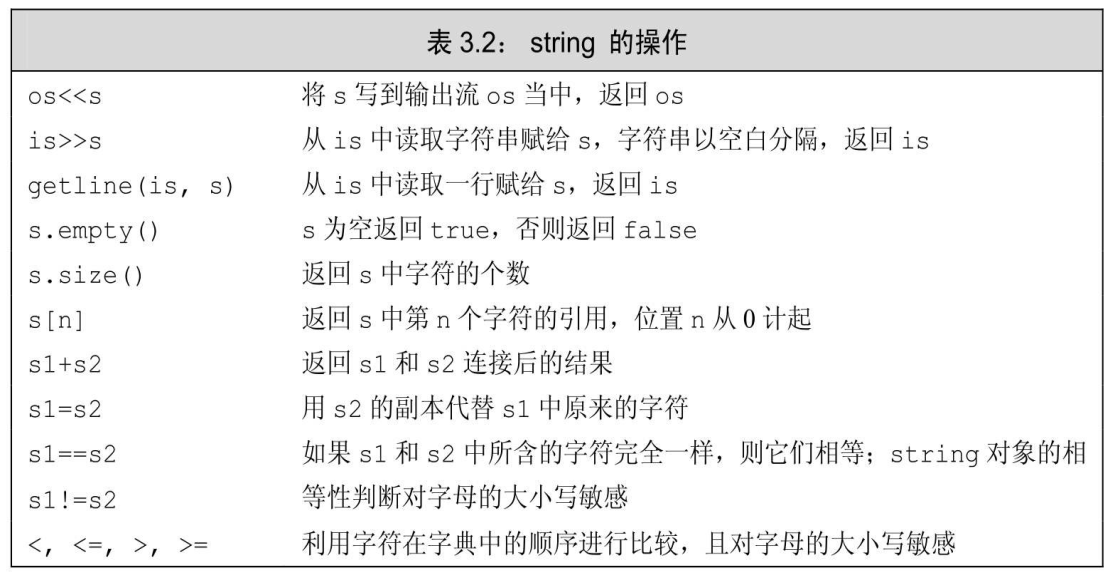 表 3.2： string 的操作
os<<s 将 s 写到输出流 os 当中，返回 os
is>>s 从 is 中读取字符串赋给 s，字符串以空白分隔，返回 is
getline(is, s) 从 is 中读取一行赋给 s，返回 is
s.empty() s 为空返回 true，否则返回 false
s.size() 返回 s 中字符的个数
s[n] 返回 s 中第 n 个字符的引用，位置 n 从 0 计起
s1+s2 返回 s1 和 s2 连接后的结果
s1=s2 用 s2 的副本代替 s1 中原来的字符
s1==s2 如果 s1 和 s2 中所含的字符完全一样，则它们相等；string 对象的相
s1!=s2 等性判断对字母的大小写敏感
<, <=, >, >= 利用字符在字典中的顺序进行比较，且对字母的大小写敏感